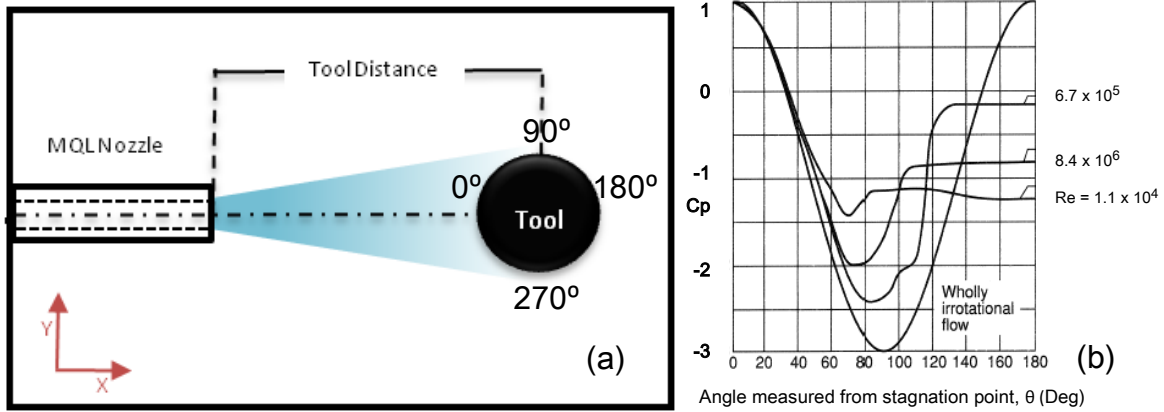 Tool Distance
MQL Nozzle
90º
0º
180º
Tool
270º
Y
X
(a)
1
0
-1
Cp
-2
-3
6.7 x 10⁵
8.4 x 10⁶
Re = 1.1 x 10⁴
Wholly
irrotational
flow
0 20 40 60 80 100 120 140 160 180
(b)
Angle measured from stagnation point, θ (Deg)